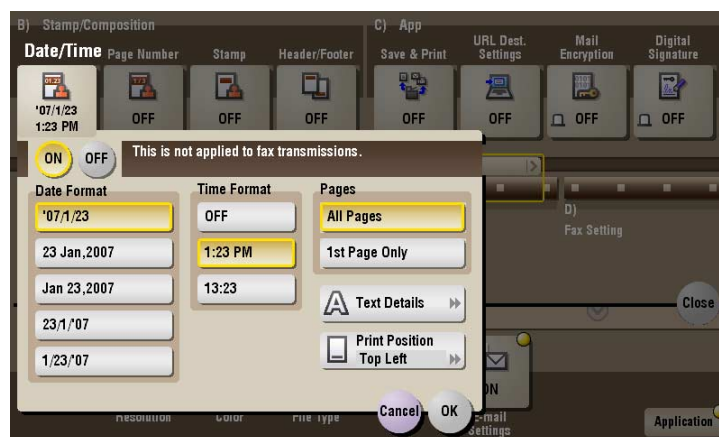 B) Stamp/Composition
C) App
Date/Time
Page Number
Stamp
Header/Footer
Save & Print
URL Dest.
Settings
Mail
Encryption
Digital
Signature
'07/1/23
1:23 PM
OFF
OFF
OFF
OFF
OFF
OFF
OFF
ON
OFF
This is not applied to fax transmissions.
Date Format
'07/1/23
23 Jan,2007
Jan 23,2007
23/1/'07
1/23/'07
Time Format
OFF
1:23 PM
13:23
Pages
All Pages
1st Page Only
Text Details
Print Position
Top Left
Cancel
OK
D)
Fax Setting
Close
ON
E-mail
Settings
Resolution
Color
File Type
Application